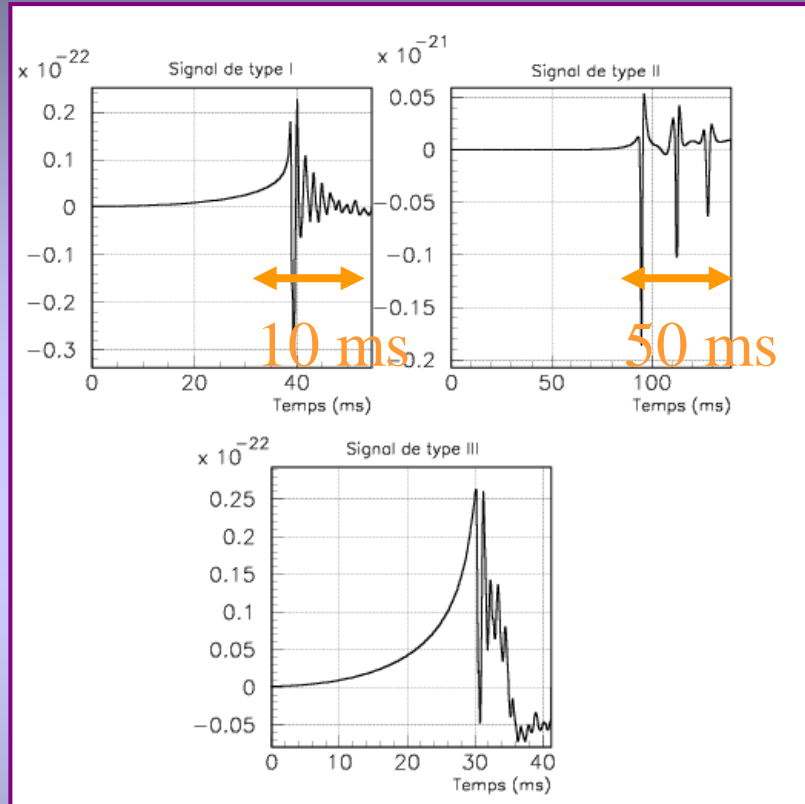 x 10^-22
Signal de type I
0.2
0.1
0
−0.1
−0.2
−0.3
0
20
40
Temps (ms)
10 ms
x 10^-21
Signal de type II
0.05
0
−0.05
−0.1
−0.15
−0.2
0
50
100
Temps (ms)
50 ms
x 10^-22
Signal de type III
0.25
0.2
0.15
0.1
0.05
0
−0.05
0
10
20
30
40
Temps (ms)